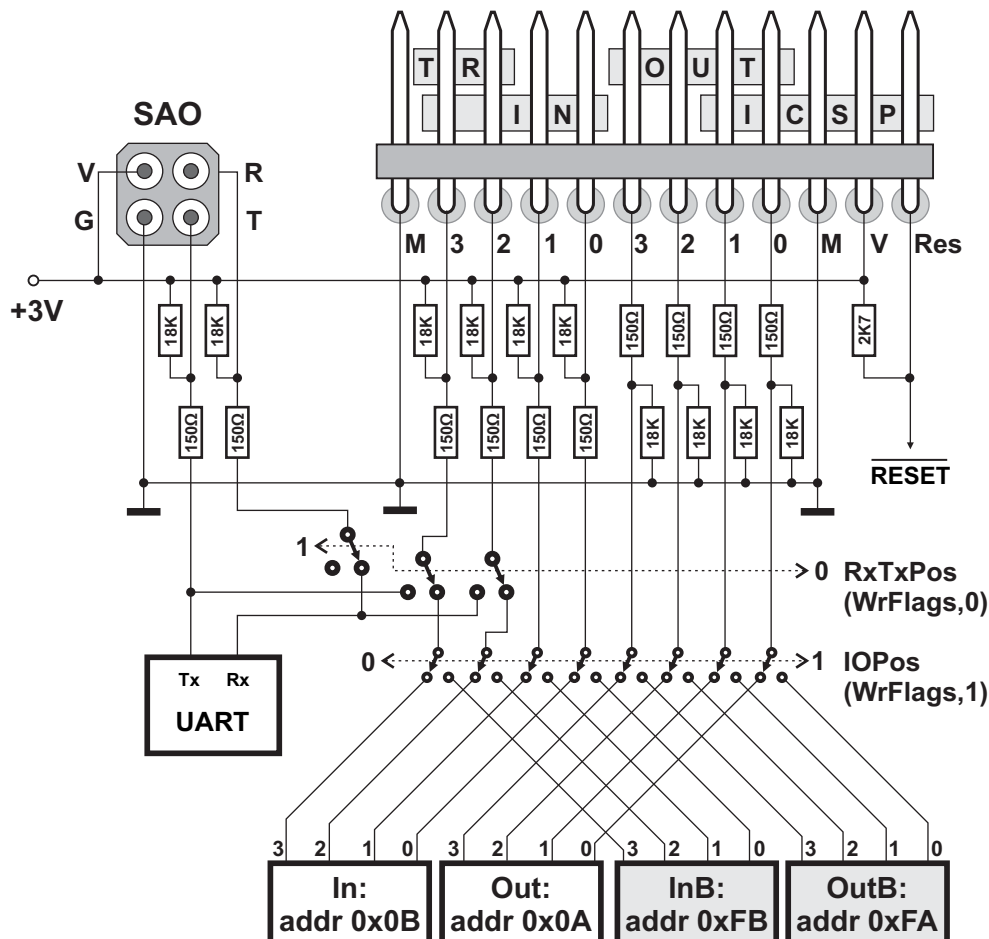 T R OUT
IN ICSP
SAO
V R
G T
M 3 2 1 0 3 2 1 0 M V Res
+3V
18K 18K 18K 18K 18K 18K 150Ω 150Ω 150Ω 150Ω 2K7
150Ω 150Ω 150Ω 150Ω 150Ω 150Ω 18K 18K 18K 18K
RESET
1 0 RxTxPos
(WrFlags,0)
0 1 IOPos
(WrFlags,1)
Tx Rx
UART
3 2 1 0 3 2 1 0 3 2 1 0 3 2 1 0
In: Out: InB: OutB:
addr 0x0B addr 0x0A addr 0xFB addr 0xFA